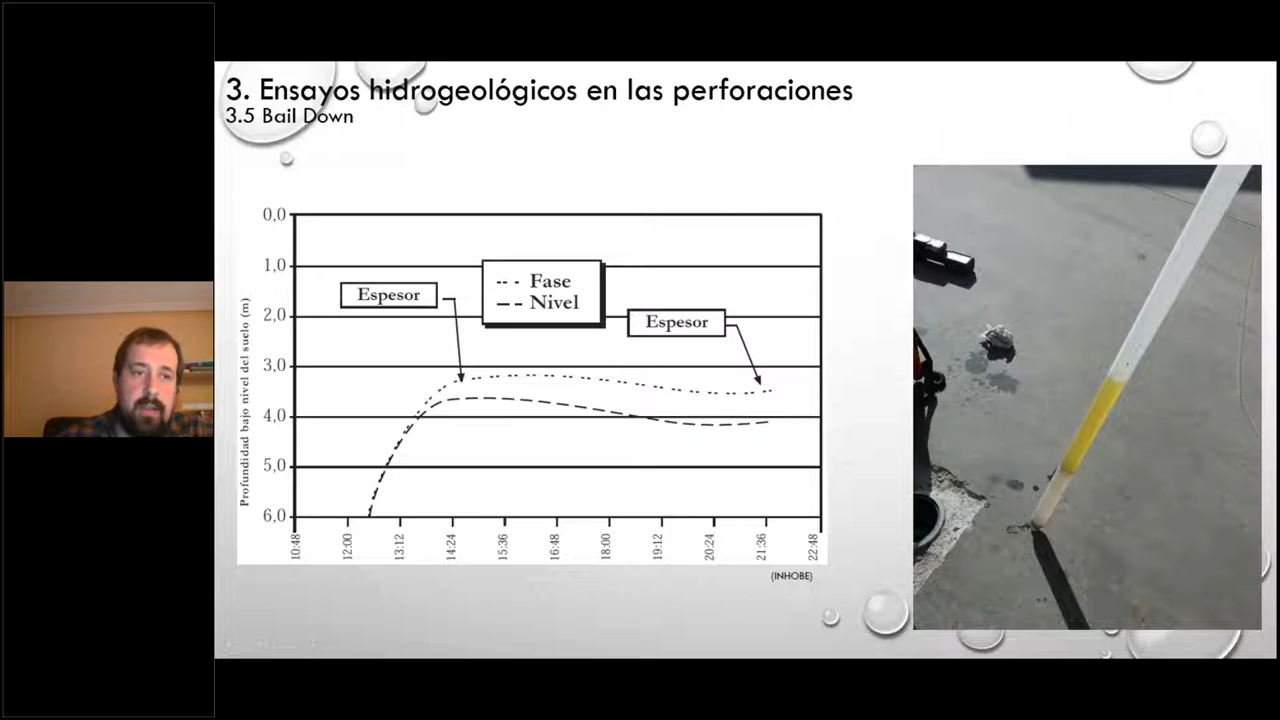 3. Ensayos hidrogeológicos en las perforaciones
3.5 Bail Down
Profundidad bajo nivel del suelo (m)
0,0
1,0
2,0
3,0
4,0
5,0
6,0
Espesor
Fase
Nivel
Espesor
10:48
12:00
13:12
14:24
15:36
16:48
18:00
19:12
20:24
21:36
22:48
(INHOBE)